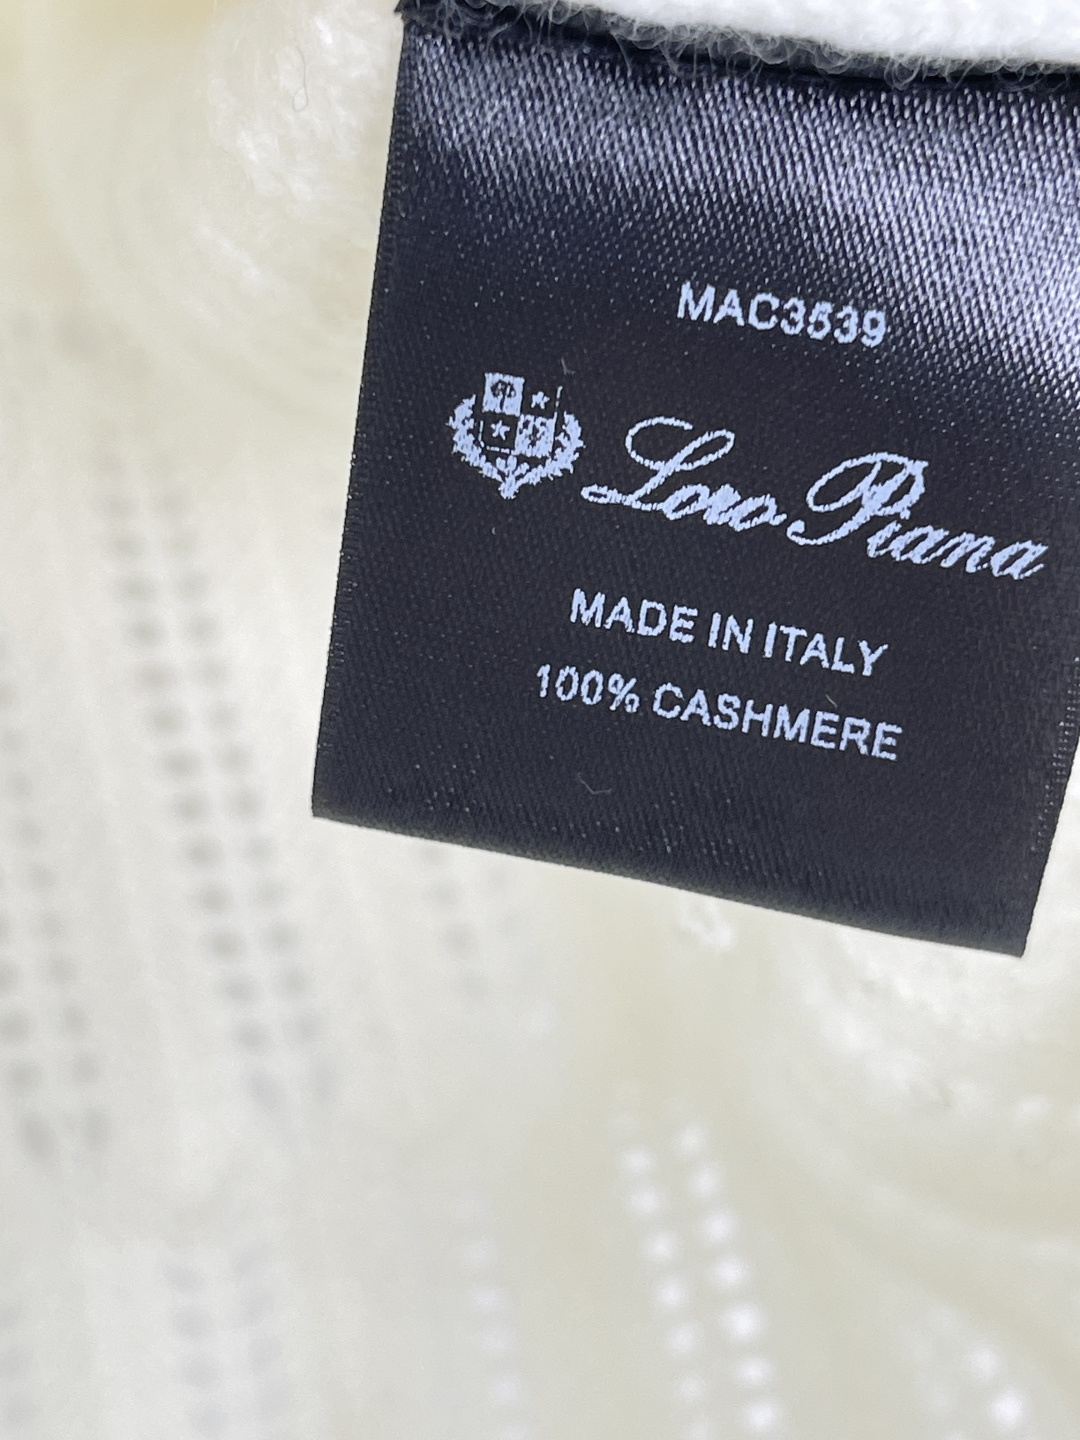 MAC3539
Loro Piana
MADE IN ITALY
100% CASHMERE